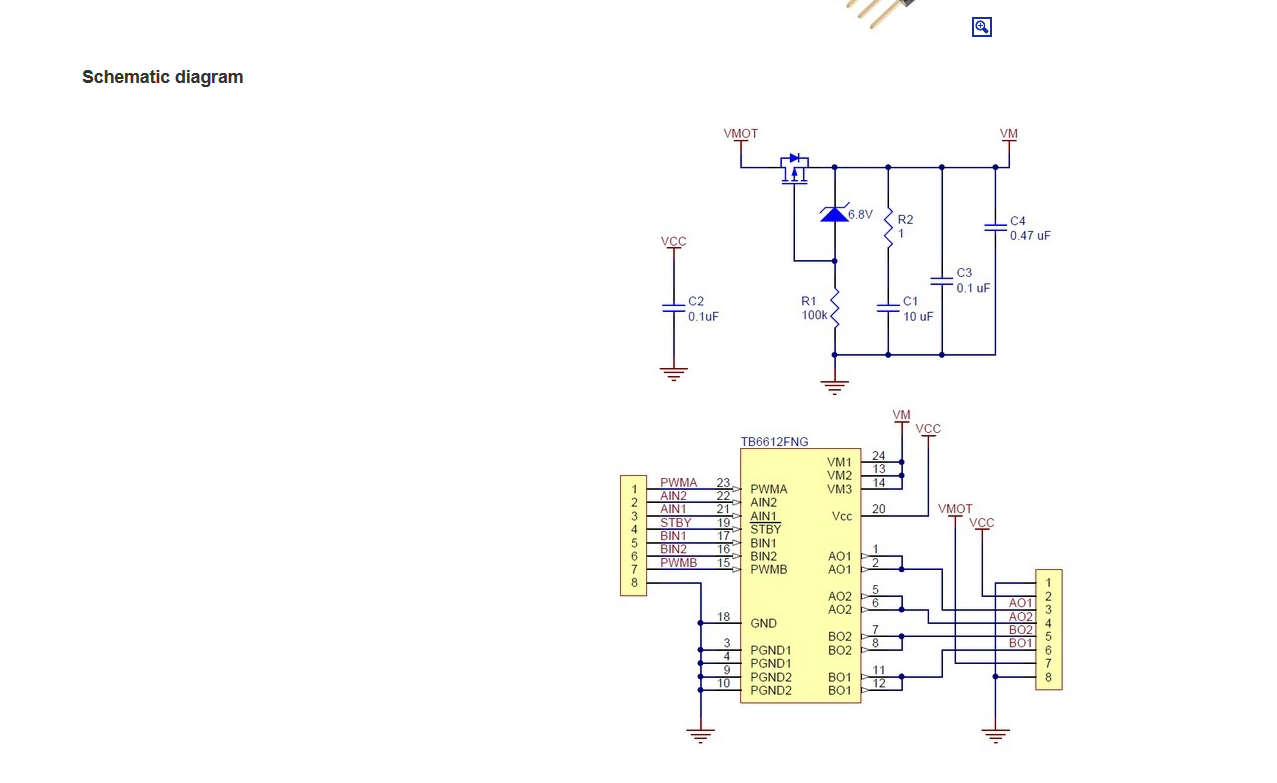 Schematic diagram
VMOT
VM
6.8V
R2
1
C4
0.47 uF
VCC
C3
0.1 uF
C2
0.1uF
R1
100k
C1
10 uF
VM
VCC
TB6612FNG
VM1 24
VM2 13
VM3 14
1 PWMA 23 PWMA
2 AIN2 22 AIN2
3 AIN1 21 AIN1
4 STBY 19 STBY
5 BIN1 17 BIN1
6 BIN2 16 BIN2
7 PWMB 15 PWMB
8
Vcc 20
VMOT
VCC
AO1 1
AO1 2
AO2 5
AO2 6
18 GND
BO2 7
BO2 8
3 PGND1
4 PGND1
9 PGND2
10 PGND2
BO1 11
BO1 12
1
2
AO1 3
AO2 4
BO2 5
BO1 6
7
8